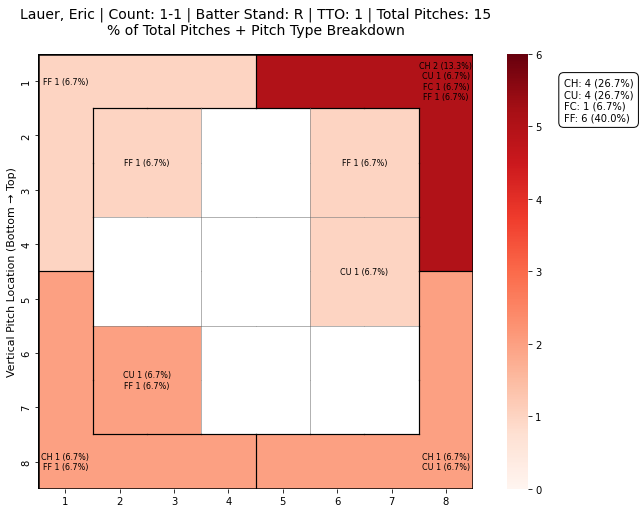 Lauer, Eric | Count: 1-1 | Batter Stand: R | TTO: 1 | Total Pitches: 15
% of Total Pitches + Pitch Type Breakdown
CH 2 (13.3%)
CU 1 (6.7%)
FC 1 (6.7%)
FF 1 (6.7%)
FF 1 (6.7%)
FF 1 (6.7%)
FF 1 (6.7%)
CU 1 (6.7%)
CU 1 (6.7%)
FF 1 (6.7%)
CH 1 (6.7%)
FF 1 (6.7%)
CH 1 (6.7%)
CU 1 (6.7%)
Vertical Pitch Location (Bottom → Top)
1
2
3
4
5
6
7
8
1
2
3
4
5
6
7
8
6
5
4
3
2
1
0
CH: 4 (26.7%)
CU: 4 (26.7%)
FC: 1 (6.7%)
FF: 6 (40.0%)